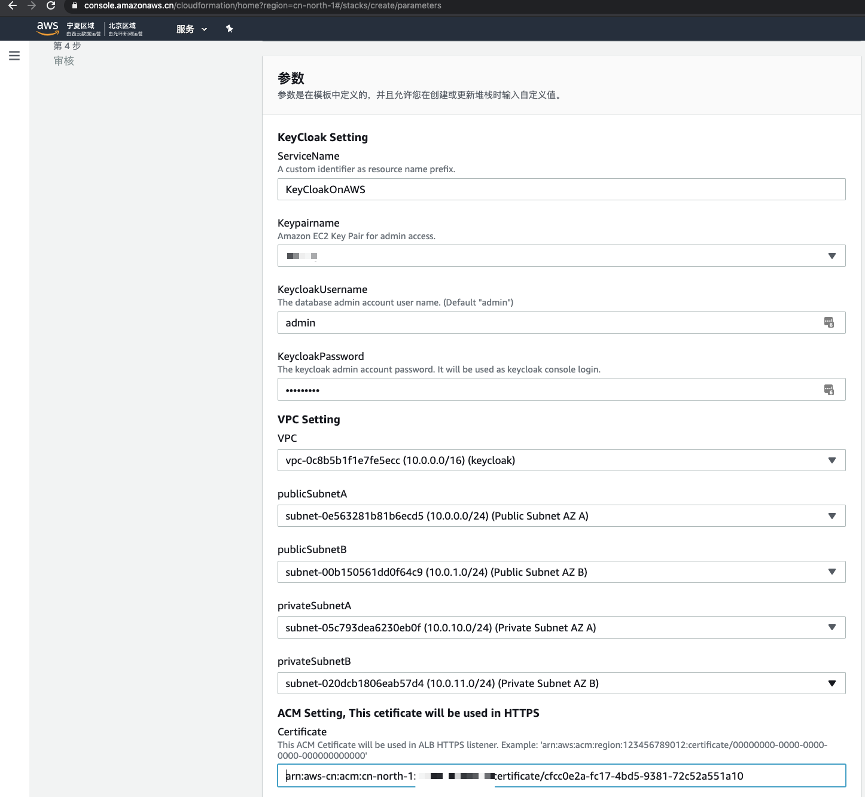 console.amazonaws.cn/cloudformation/home?region=cn-north-1#/stacks/create/parameters
aws 宁夏区域 北京区域 服务
第 4 步
审核
参数
参数是在模板中定义的，并且允许您在创建或更新堆栈时输入自定义值。
KeyCloak Setting
ServiceName
A custom identifier as resource name prefix.
KeyCloakOnAWS
Keypairname
Amazon EC2 Key Pair for admin access.
KeycloakUsername
The database admin account user name. (Default "admin")
admin
KeycloakPassword
The keycloak admin account password. It will be used as keycloak console login.
•••••••••
VPC Setting
VPC
vpc-0c8b5b1f1e7fe5ecc (10.0.0.0/16) (keycloak)
publicSubnetA
subnet-0e563281b81b6ecd5 (10.0.0.0/24) (Public Subnet AZ A)
publicSubnetB
subnet-00b150561dd0f64c9 (10.0.1.0/24) (Public Subnet AZ B)
privateSubnetA
subnet-05c793dea6230eb0f (10.0.10.0/24) (Private Subnet AZ A)
privateSubnetB
subnet-020dcb1806eab57d4 (10.0.11.0/24) (Private Subnet AZ B)
ACM Setting, This cetificate will be used in HTTPS
Certificate
This ACM Cetificate will be used in ALB HTTPS listener. Example: 'arn:aws:acm:region:123456789012:certificate/00000000-0000-0000-
0000-000000000000'
arn:aws-cn:acm:cn-north-1: certificate/cfcc0e2a-fc17-4bd5-9381-72c52a551a10